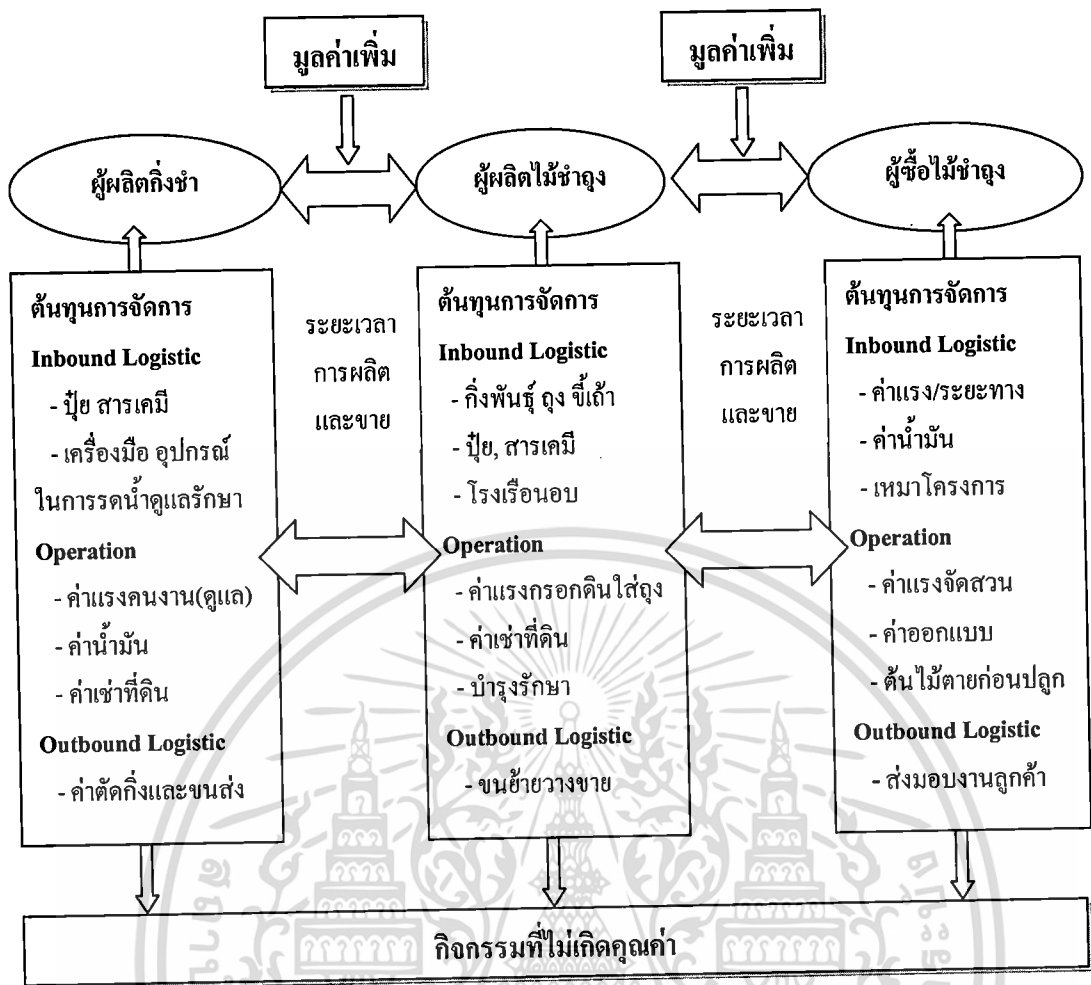 มูลค่าเพิ่ม
มูลค่าเพิ่ม
ผู้ผลิตกิ่งชำ
ผู้ผลิตไม้ชำถุง
ผู้ซื้อไม้ชำถุง
ต้นทุนการจัดการ
Inbound Logistic
- ปุ๋ย สารเคมี
- เครื่องมือ อุปกรณ์
ในการรดน้ำดูแลรักษา
Operation
- ค่าแรงคนงาน(ดูแล)
- ค่าน้ำมัน
- ค่าเช่าที่ดิน
Outbound Logistic
- ค่าตัดกิ่งและขนส่ง
ระยะเวลา
การผลิต
และขาย
ต้นทุนการจัดการ
Inbound Logistic
- กิ่งพันธุ์ ถุง ขี้เถ้า
- ปุ๋ย, สารเคมี
- โรงเรือนอบ
Operation
- ค่าแรงกรอกดินใส่ถุง
- ค่าเช่าที่ดิน
- บำรุงรักษา
Outbound Logistic
- ขนย้ายวางขาย
ระยะเวลา
การผลิต
และขาย
ต้นทุนการจัดการ
Inbound Logistic
- ค่าแรง/ระยะทาง
- ค่าน้ำมัน
- เหมาโครงการ
Operation
- ค่าแรงจัดสวน
- ค่าออกแบบ
- ต้นไม้ตายก่อนปลูก
Outbound Logistic
- ส่งมอบงานลูกค้า
กิจกรรมที่ไม่เกิดคุณค่า